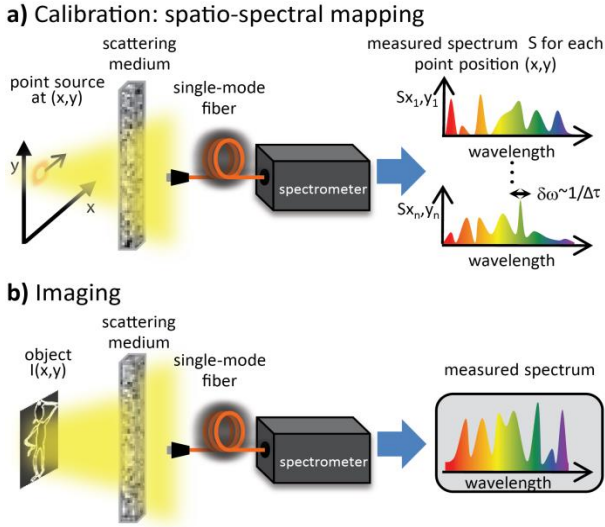 a) Calibration: spatio-spectral mapping
scattering
medium
point source
at (x,y)
single-mode
fiber
measured spectrum S for each
point position (x,y)
y
x
spectrometer
Sx₁,y₁
wavelength
δω~1/Δτ
Sxₙ,yₙ
wavelength
b) Imaging
scattering
medium
object
I(x,y)
single-mode
fiber
measured spectrum
spectrometer
wavelength